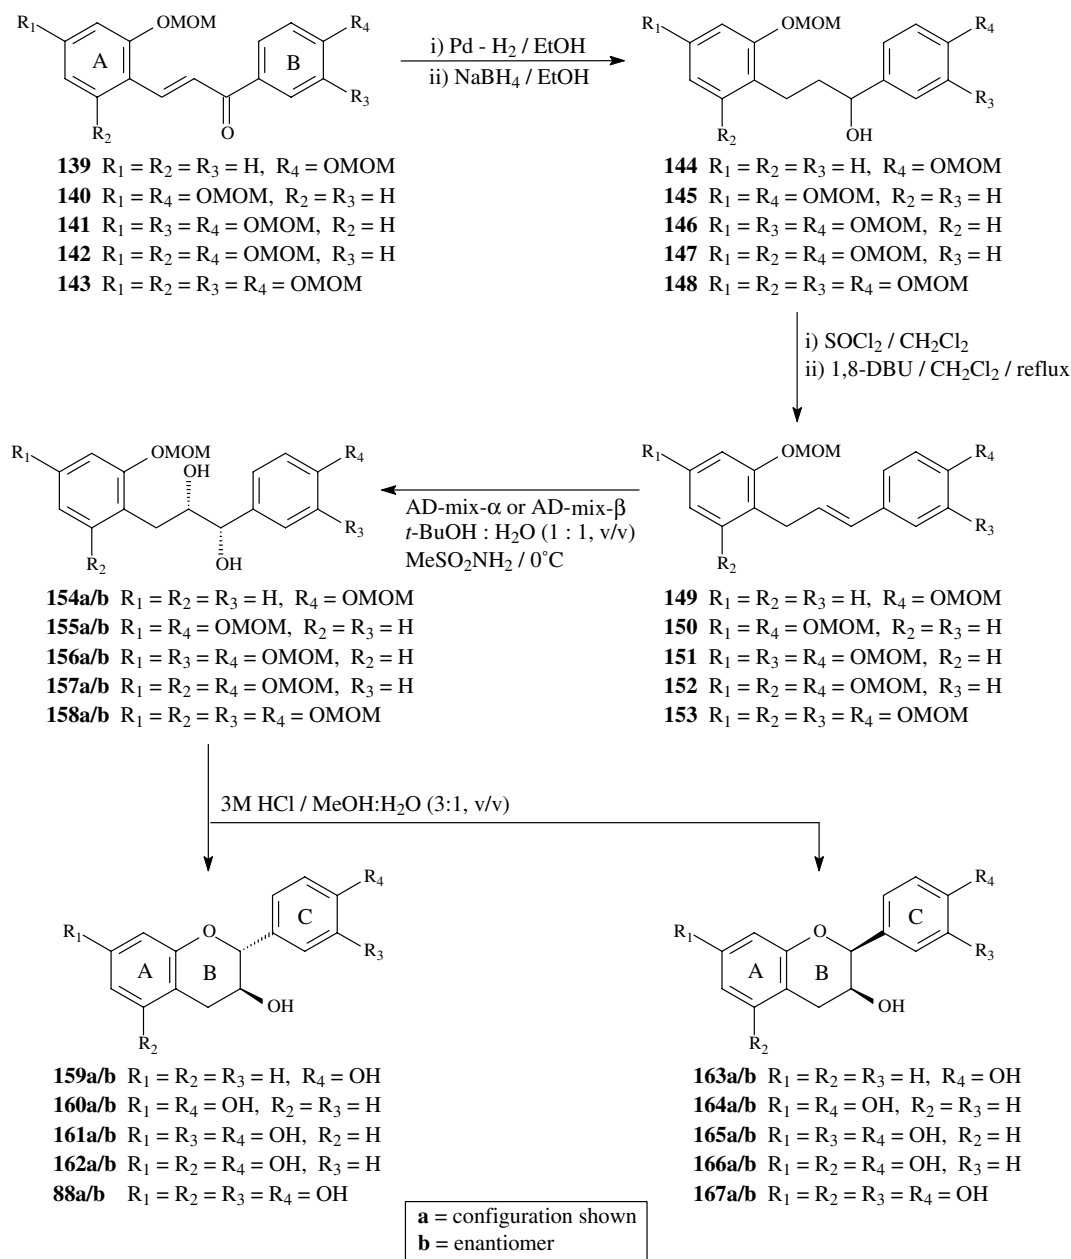 R₁ OMOM R₄
A B
R₂ O R₃
i) Pd - H₂ / EtOH
ii) NaBH₄ / EtOH
R₁ OMOM R₄
R₂ OH R₃
139 R₁ = R₂ = R₃ = H, R₄ = OMOM
140 R₁ = R₄ = OMOM, R₂ = R₃ = H
141 R₁ = R₃ = R₄ = OMOM, R₂ = H
142 R₁ = R₂ = R₄ = OMOM, R₃ = H
143 R₁ = R₂ = R₃ = R₄ = OMOM
144 R₁ = R₂ = R₃ = H, R₄ = OMOM
145 R₁ = R₄ = OMOM, R₂ = R₃ = H
146 R₁ = R₃ = R₄ = OMOM, R₂ = H
147 R₁ = R₂ = R₄ = OMOM, R₃ = H
148 R₁ = R₂ = R₃ = R₄ = OMOM
i) SOCl₂ / CH₂Cl₂
ii) 1,8-DBU / CH₂Cl₂ / reflux
R₁ OMOM R₄
OH
R₂ OH R₃
AD-mix-α or AD-mix-β
t-BuOH : H₂O (1 : 1, v/v)
MeSO₂NH₂ / 0°C
R₁ OMOM R₄
R₂ R₃
154a/b R₁ = R₂ = R₃ = H, R₄ = OMOM
155a/b R₁ = R₄ = OMOM, R₂ = R₃ = H
156a/b R₁ = R₃ = R₄ = OMOM, R₂ = H
157a/b R₁ = R₂ = R₄ = OMOM, R₃ = H
158a/b R₁ = R₂ = R₃ = R₄ = OMOM
149 R₁ = R₂ = R₃ = H, R₄ = OMOM
150 R₁ = R₄ = OMOM, R₂ = R₃ = H
151 R₁ = R₃ = R₄ = OMOM, R₂ = H
152 R₁ = R₂ = R₄ = OMOM, R₃ = H
153 R₁ = R₂ = R₃ = R₄ = OMOM
3M HCl / MeOH:H₂O (3:1, v/v)
R₄
C
R₁ O R₃
A B
OH
R₂
R₄
C
R₁ O R₃
A B
OH
R₂
159a/b R₁ = R₂ = R₃ = H, R₄ = OH
160a/b R₁ = R₄ = OH, R₂ = R₃ = H
161a/b R₁ = R₃ = R₄ = OH, R₂ = H
162a/b R₁ = R₂ = R₄ = OH, R₃ = H
88a/b R₁ = R₂ = R₃ = R₄ = OH
163a/b R₁ = R₂ = R₃ = H, R₄ = OH
164a/b R₁ = R₄ = OH, R₂ = R₃ = H
165a/b R₁ = R₃ = R₄ = OH, R₂ = H
166a/b R₁ = R₂ = R₄ = OH, R₃ = H
167a/b R₁ = R₂ = R₃ = R₄ = OH
a = configuration shown
b = enantiomer